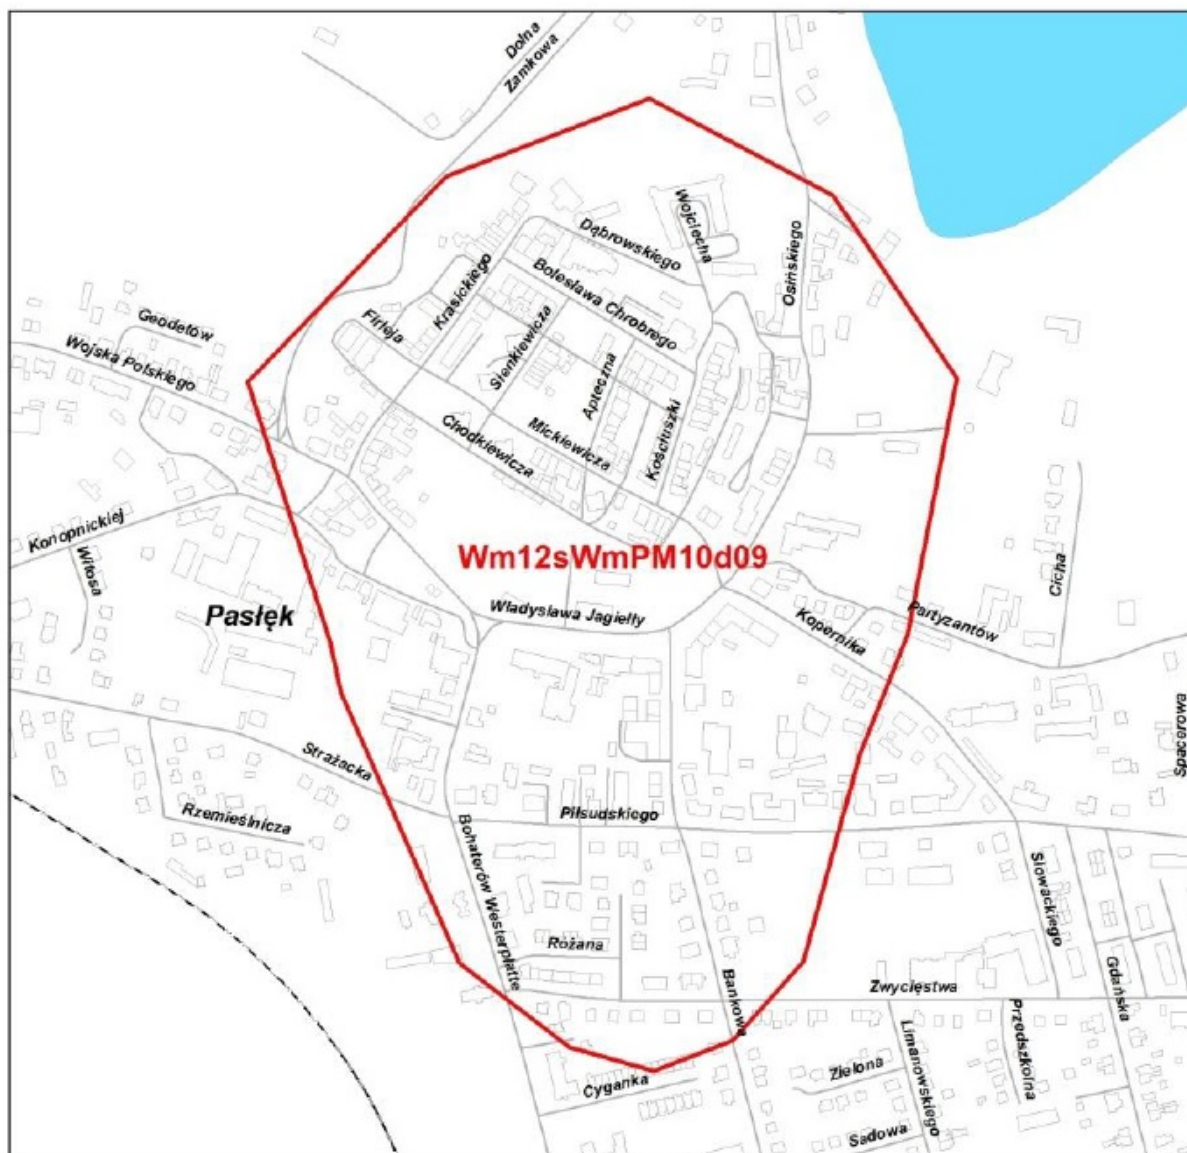 Dolna
Zamkowa
Wojciecha
Dąbrowskiego
Osińskiego
Krasickiego
Bolesława Chrobrego
Geodetów
Firleja
Sienkiewicza
Wojska Polskiego
Apteczna
Mickiewicza
Kościuszki
Chodkiewicza
Konopnickiej
Wm12sWmPM10d09
Witosa
Cicha
Pasłęk
Władysława Jagiełły
Kopernika
Partyzantów
Spacerowa
Strażacka
Rzemieślnicza
Piłsudskiego
Bohaterów Westerplatte
Słowackiego
Różana
Bankowa
Zwycięstwa
Gdańska
Limanowskiego
Przedszkolna
Zielona
Cyganka
Sadowa